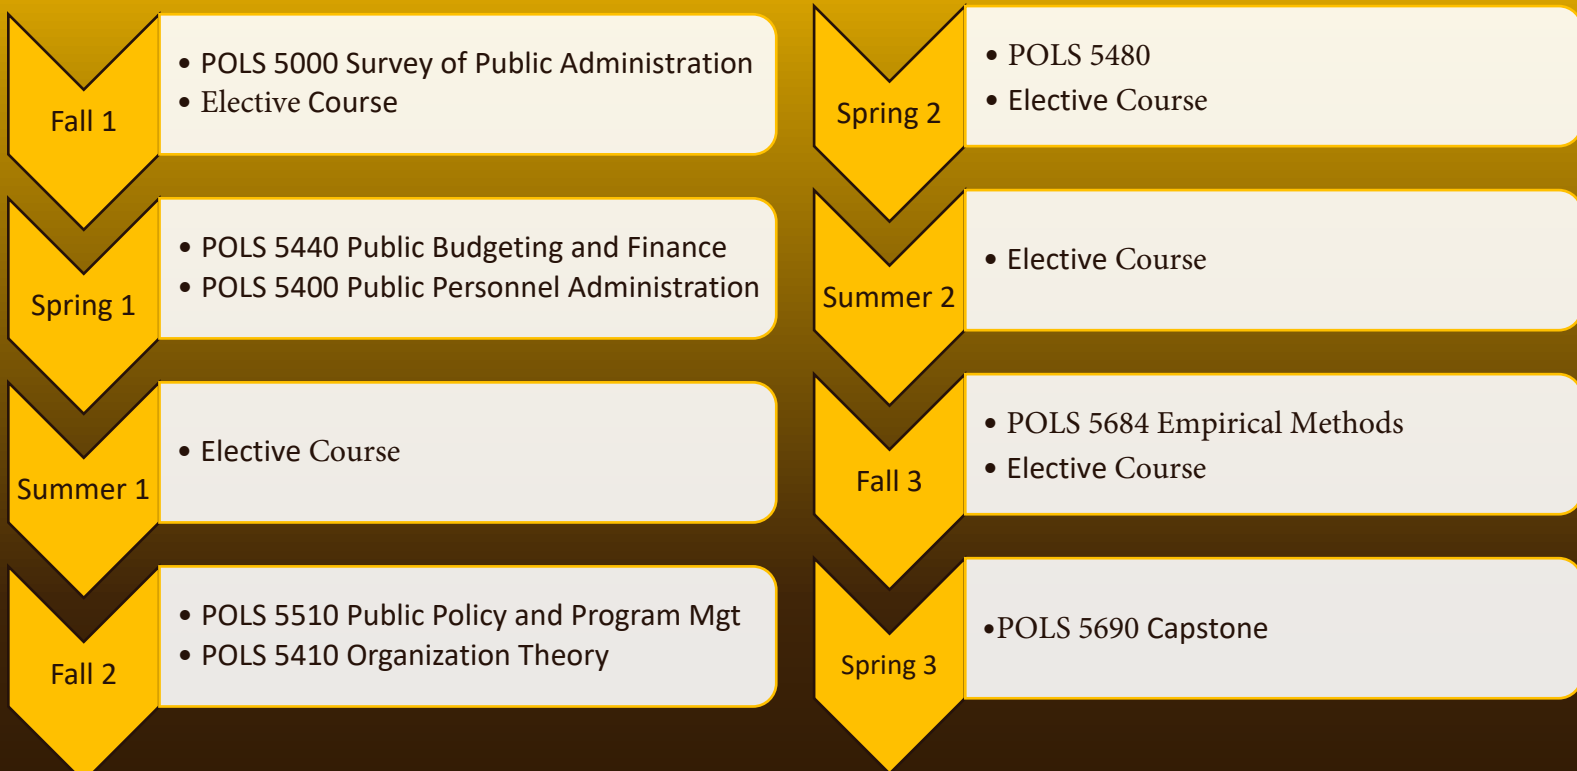 Fall 1
• POLS 5000 Survey of Public Administration
• Elective Course
Spring 1
• POLS 5440 Public Budgeting and Finance
• POLS 5400 Public Personnel Administration
Summer 1
• Elective Course
Fall 2
• POLS 5510 Public Policy and Program Mgt
• POLS 5410 Organization Theory
Spring 2
• POLS 5480
• Elective Course
Summer 2
• Elective Course
Fall 3
• POLS 5684 Empirical Methods
• Elective Course
Spring 3
•POLS 5690 Capstone